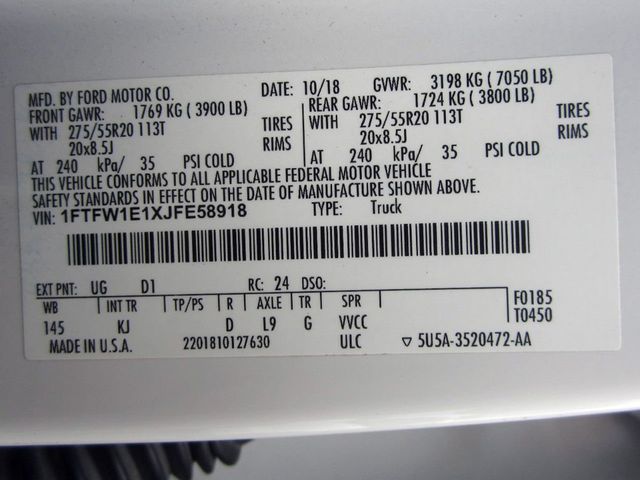 MFD. BY FORD MOTOR CO. DATE: 10/18 GVWR: 3198 KG ( 7050 LB)
FRONT GAWR: 1769 KG ( 3900 LB) REAR GAWR: 1724 KG ( 3800 LB)
WITH 275/55R20 113T TIRES WITH 275/55R20 113T TIRES
20x8.5J RIMS 20x8.5J RIMS
AT 240 kPa/ 35 PSI COLD AT 240 kPa/ 35 PSI COLD
THIS VEHICLE CONFORMS TO ALL APPLICABLE FEDERAL MOTOR VEHICLE
SAFETY STANDARDS IN EFFECT ON THE DATE OF MANUFACTURE SHOWN ABOVE.
VIN: 1FTFW1E1XJFE58918 TYPE: Truck
EXT PNT: UG D1 RC: 24 DSO:
WB INT TR TP/PS R AXLE TR SPR F0185
145 KJ D L9 G VVCC T0450
MADE IN U.S.A. 2201810127630 ULC ▽ 5U5A-3520472-AA